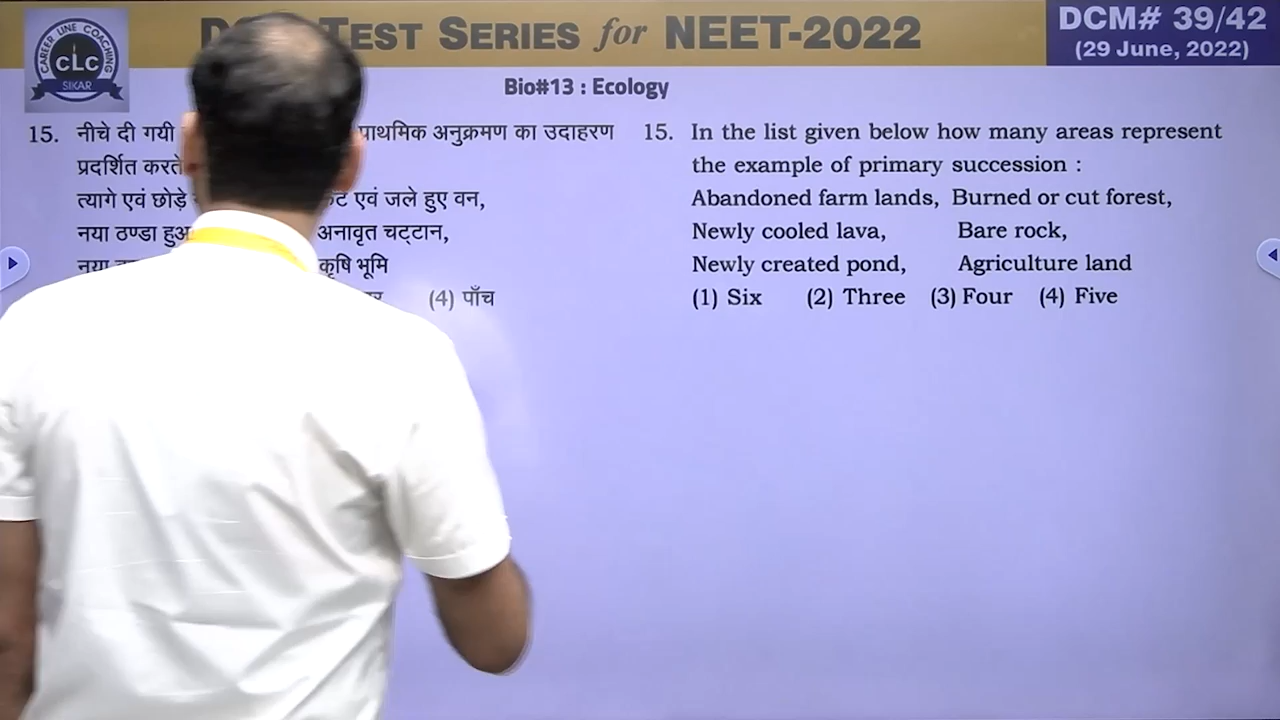 TEST SERIES for NEET-2022
DCM# 39/42
(29 June, 2022)
CAREER LINE COACHING
CLC
SIKAR
Bio#13 : Ecology
15. नीचे दी गयी प्राथमिक अनुक्रमण का उदाहरण
प्रदर्शित करते
त्यागे एवं छोड़े एवं जले हुए वन,
नया ठण्डा अनावृत चट्टान,
नया कृषि भूमि
(4) पाँच
15. In the list given below how many areas represent
the example of primary succession :
Abandoned farm lands, Burned or cut forest,
Newly cooled lava, Bare rock,
Newly created pond, Agriculture land
(1) Six (2) Three (3) Four (4) Five